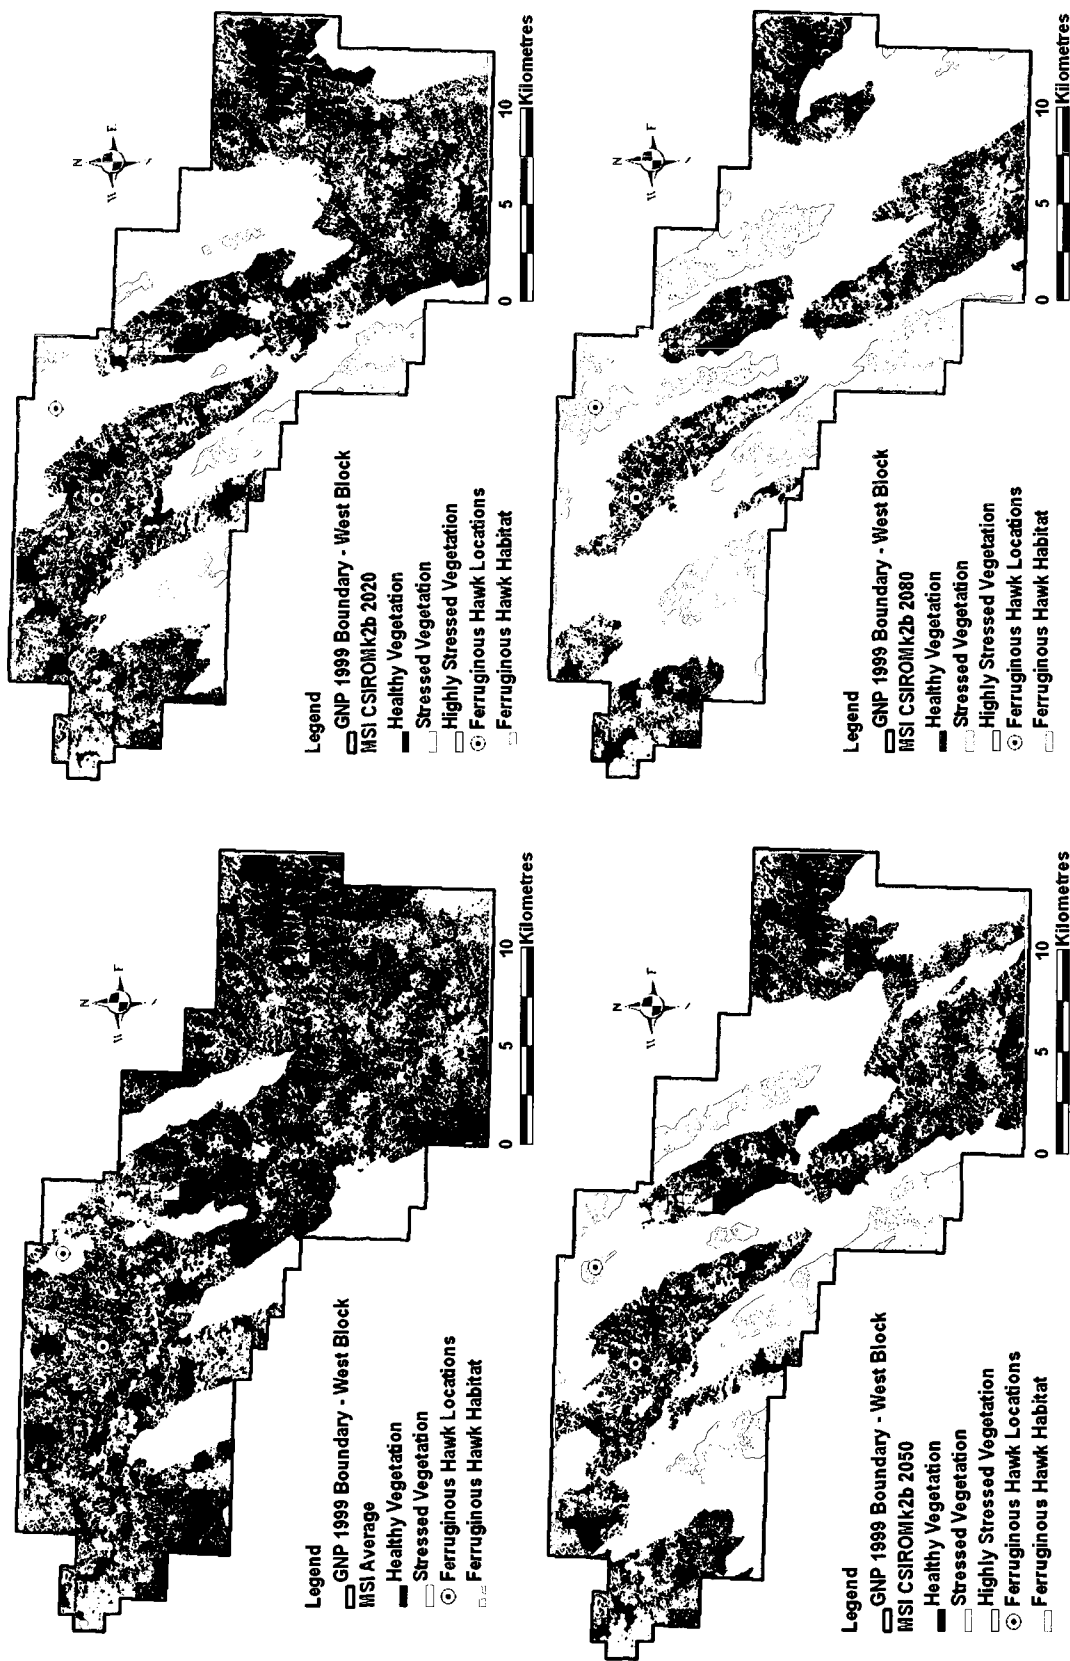 N
Legend
GNP 1999 Boundary - West Block
MSI Average
Healthy Vegetation
Stressed Vegetation
Ferruginous Hawk Locations
Ferruginous Hawk Habitat
0 5 10 Kilometres
N
Legend
GNP 1999 Boundary - West Block
MSI CSIROMk2b 2020
Healthy Vegetation
Stressed Vegetation
Highly Stressed Vegetation
Ferruginous Hawk Locations
Ferruginous Hawk Habitat
0 5 10 Kilometres
N
Legend
GNP 1999 Boundary - West Block
MSI CSIROMk2b 2050
Healthy Vegetation
Stressed Vegetation
Highly Stressed Vegetation
Ferruginous Hawk Locations
Ferruginous Hawk Habitat
0 5 10 Kilometres
N
Legend
GNP 1999 Boundary - West Block
MSI CSIROMk2b 2080
Healthy Vegetation
Stressed Vegetation
Highly Stressed Vegetation
Ferruginous Hawk Locations
Ferruginous Hawk Habitat
0 5 10 Kilometres